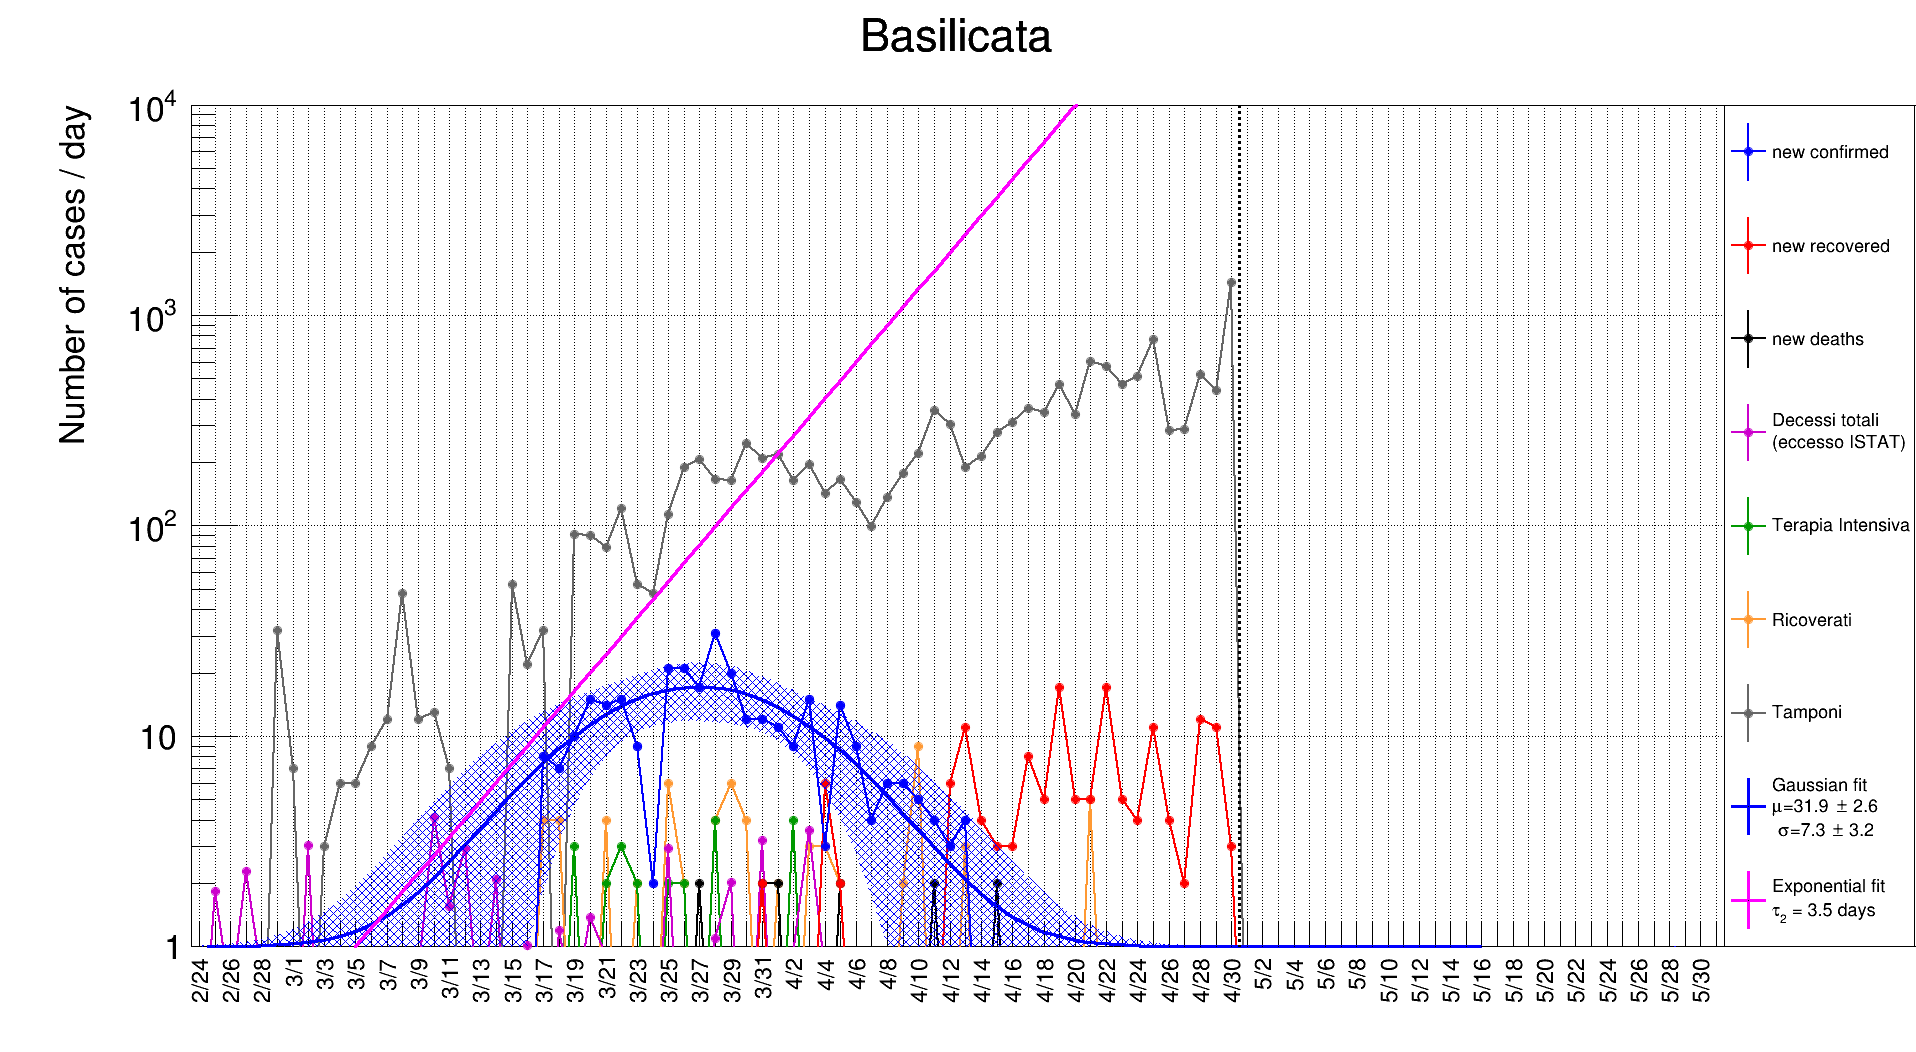 Basilicata
Number of cases / day
10⁴
10³
10²
10
1
2/24 2/26 2/28 3/1 3/3 3/5 3/7 3/9 3/11 3/13 3/15 3/17 3/19 3/21 3/23 3/25 3/27 3/29 3/31 4/2 4/4 4/6 4/8 4/10 4/12 4/14 4/16 4/18 4/20 4/22 4/24 4/26 4/28 4/30 5/2 5/4 5/6 5/8 5/10 5/12 5/14 5/16 5/18 5/20 5/22 5/24 5/26 5/28 5/30
new confirmed
new recovered
new deaths
Decessi totali
(eccesso ISTAT)
Terapia Intensiva
Ricoverati
Tamponi
Gaussian fit
μ=31.9 ± 2.6
σ=7.3 ± 3.2
Exponential fit
τ₂ = 3.5 days